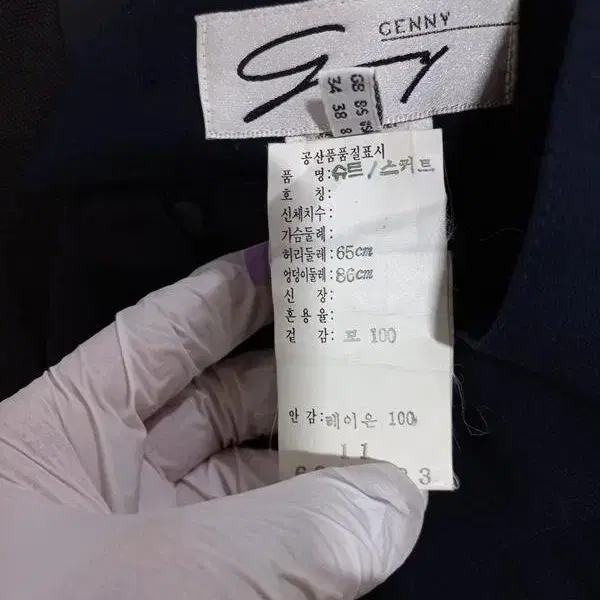 GENNY
Genny
GB 8
34 38
공산품품질표시
품 명:슈트/스커트
호 칭:
신체치수:
가슴둘레:
허리둘레:65cm
엉덩이둘레:86cm
신 장:
혼용율:
겉 감:모 100
안 감:레이온 100
11